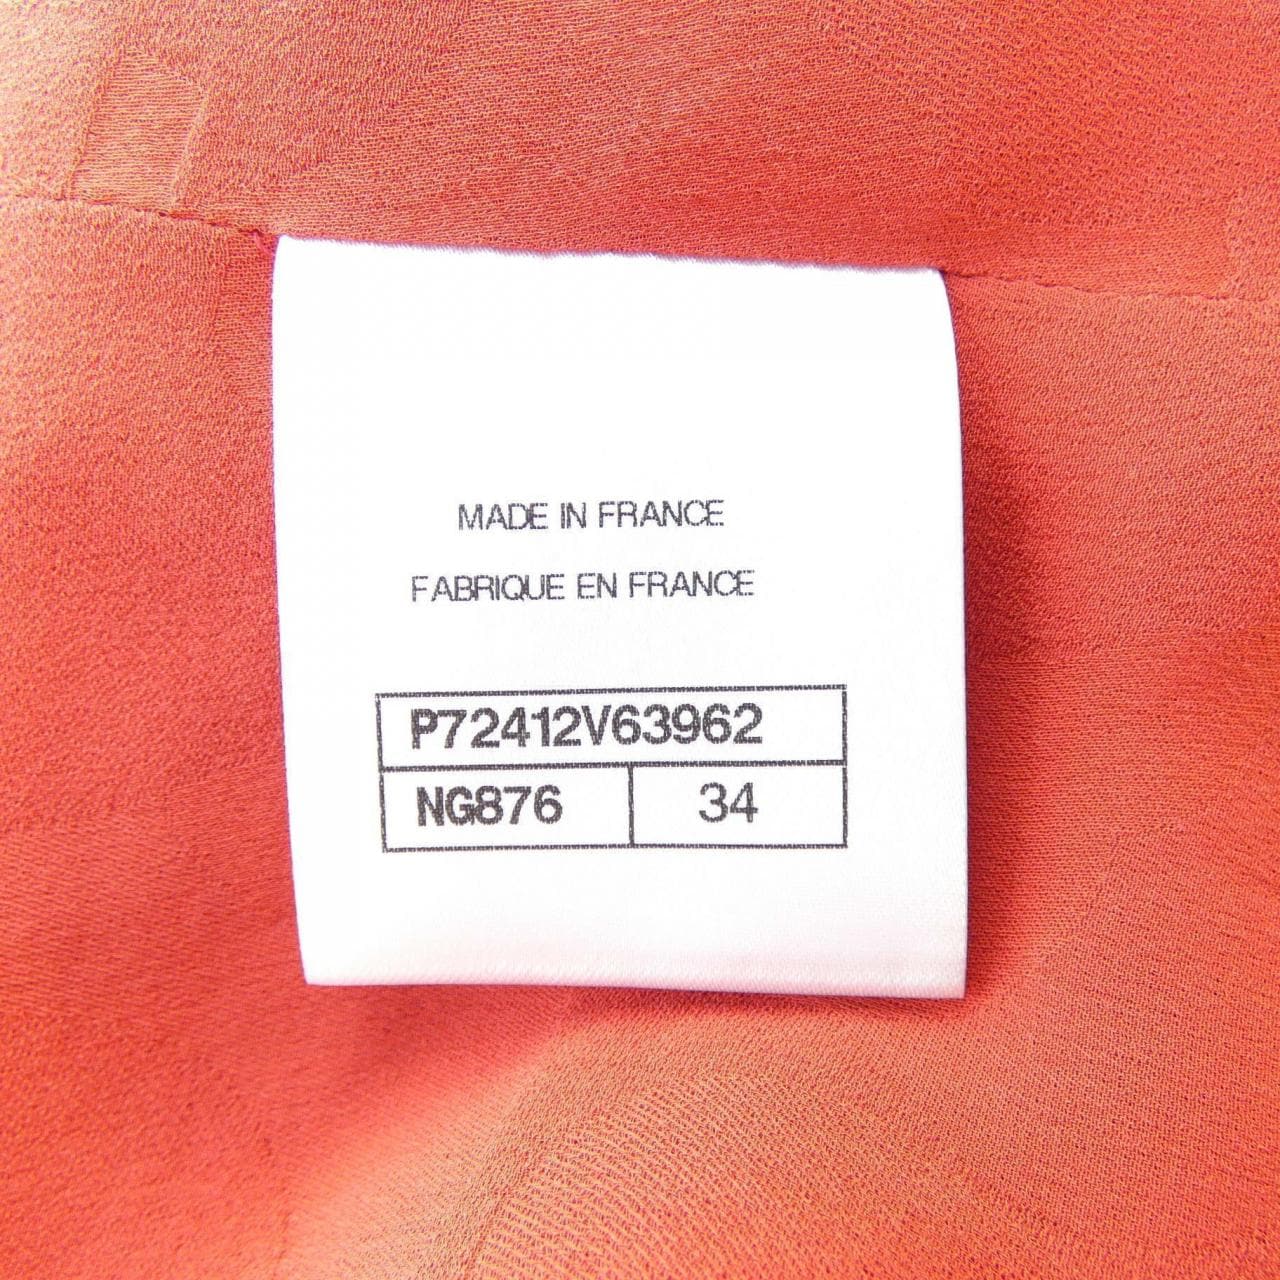 MADE IN FRANCE
FABRIQUE EN FRANCE
P72412V63962
NG876 34